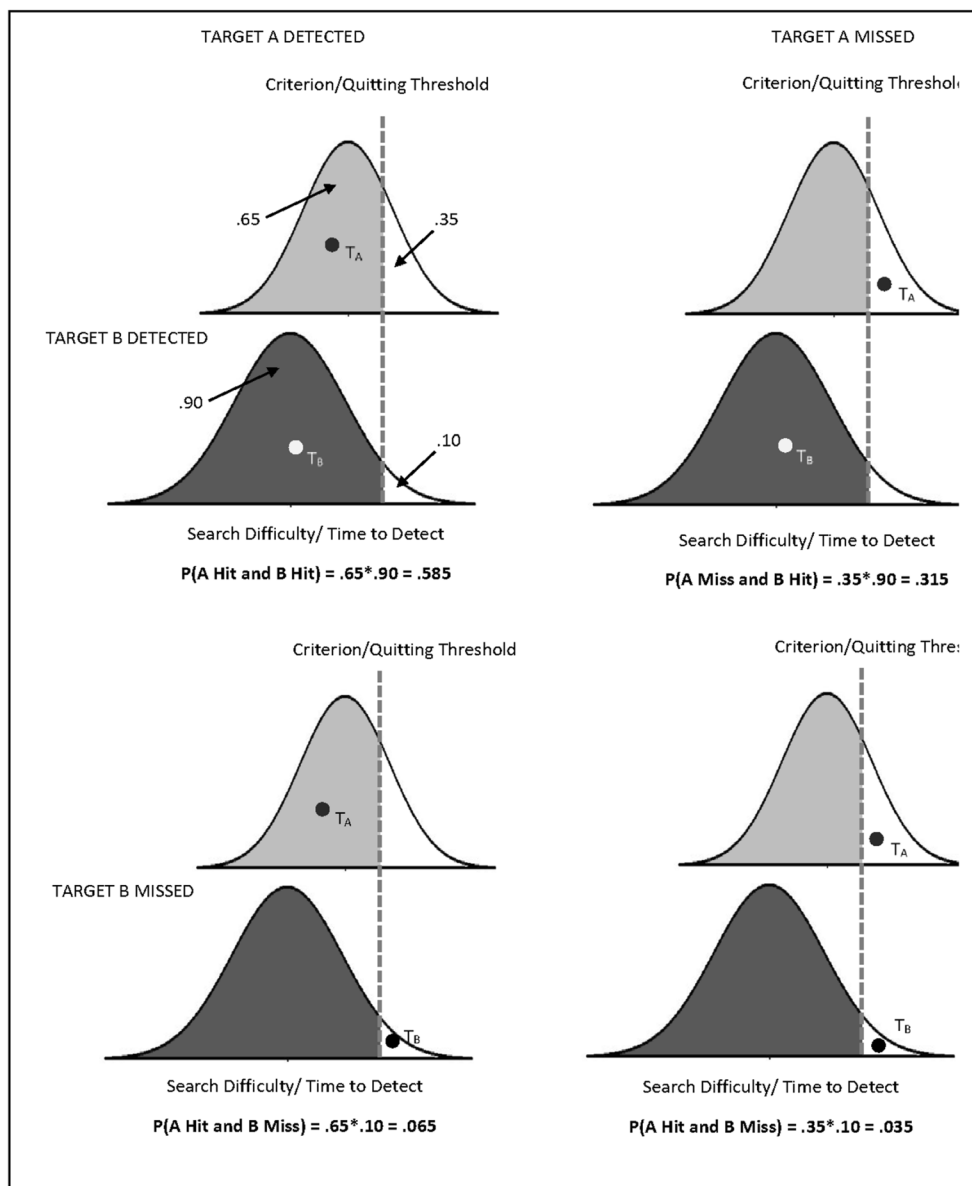 TARGET A DETECTED
TARGET A MISSED
Criterion/Quitting Threshold
Criterion/Quitting Threshol
.65
.35
TA
TA
TARGET B DETECTED
.90
.10
TB
TB
Search Difficulty/ Time to Detect
Search Difficulty/ Time to Detect
P(A Hit and B Hit) = .65*.90 = .585
P(A Miss and B Hit) = .35*.90 = .315
Criterion/Quitting Threshold
Criterion/Quitting Thres
TA
TA
TARGET B MISSED
TB
TB
Search Difficulty/ Time to Detect
Search Difficulty/ Time to Detect
P(A Hit and B Miss) = .65*.10 = .065
P(A Hit and B Miss) = .35*.10 = .035